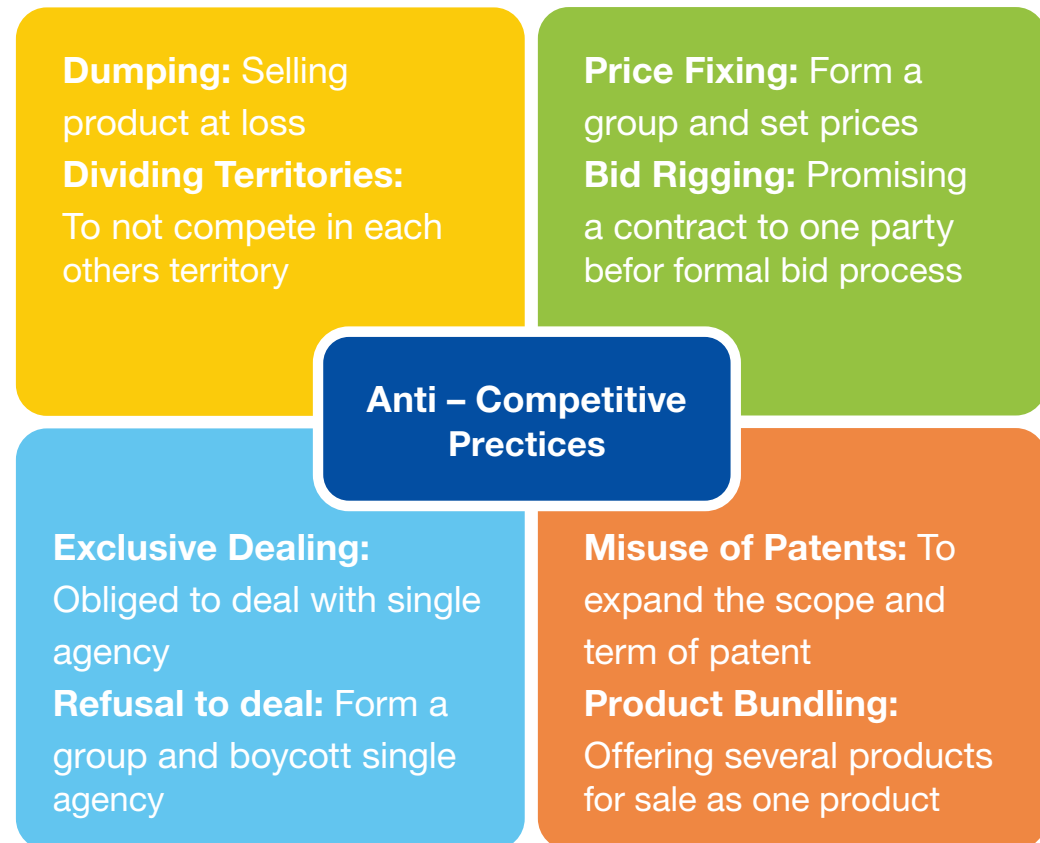 Dumping: Selling
product at loss
Dividing Territories:
To not compete in each
others territory
Price Fixing: Form a
group and set prices
Bid Rigging: Promising
a contract to one party
befor formal bid process
Anti – Competitive
Prectices
Exclusive Dealing:
Obliged to deal with single
agency
Refusal to deal: Form a
group and boycott single
agency
Misuse of Patents: To
expand the scope and
term of patent
Product Bundling:
Offering several products
for sale as one product